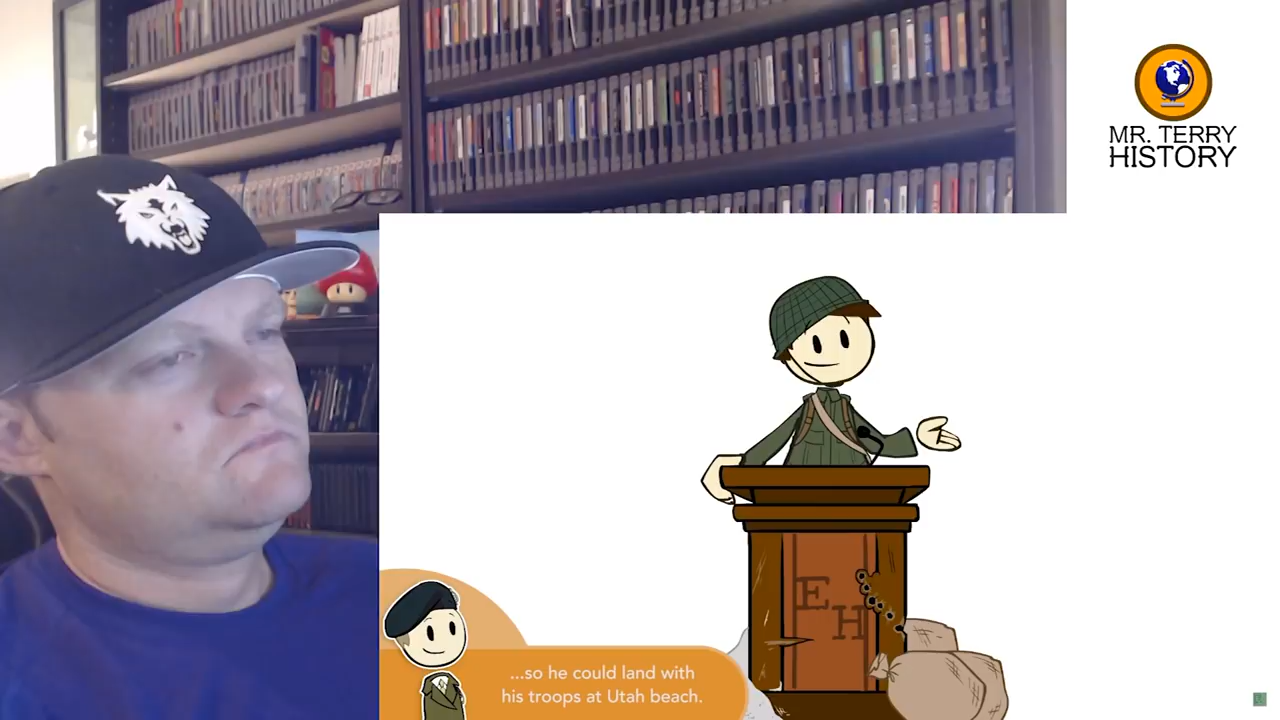 MR. TERRY
HISTORY
EH
...so he could land with
his troops at Utah beach.